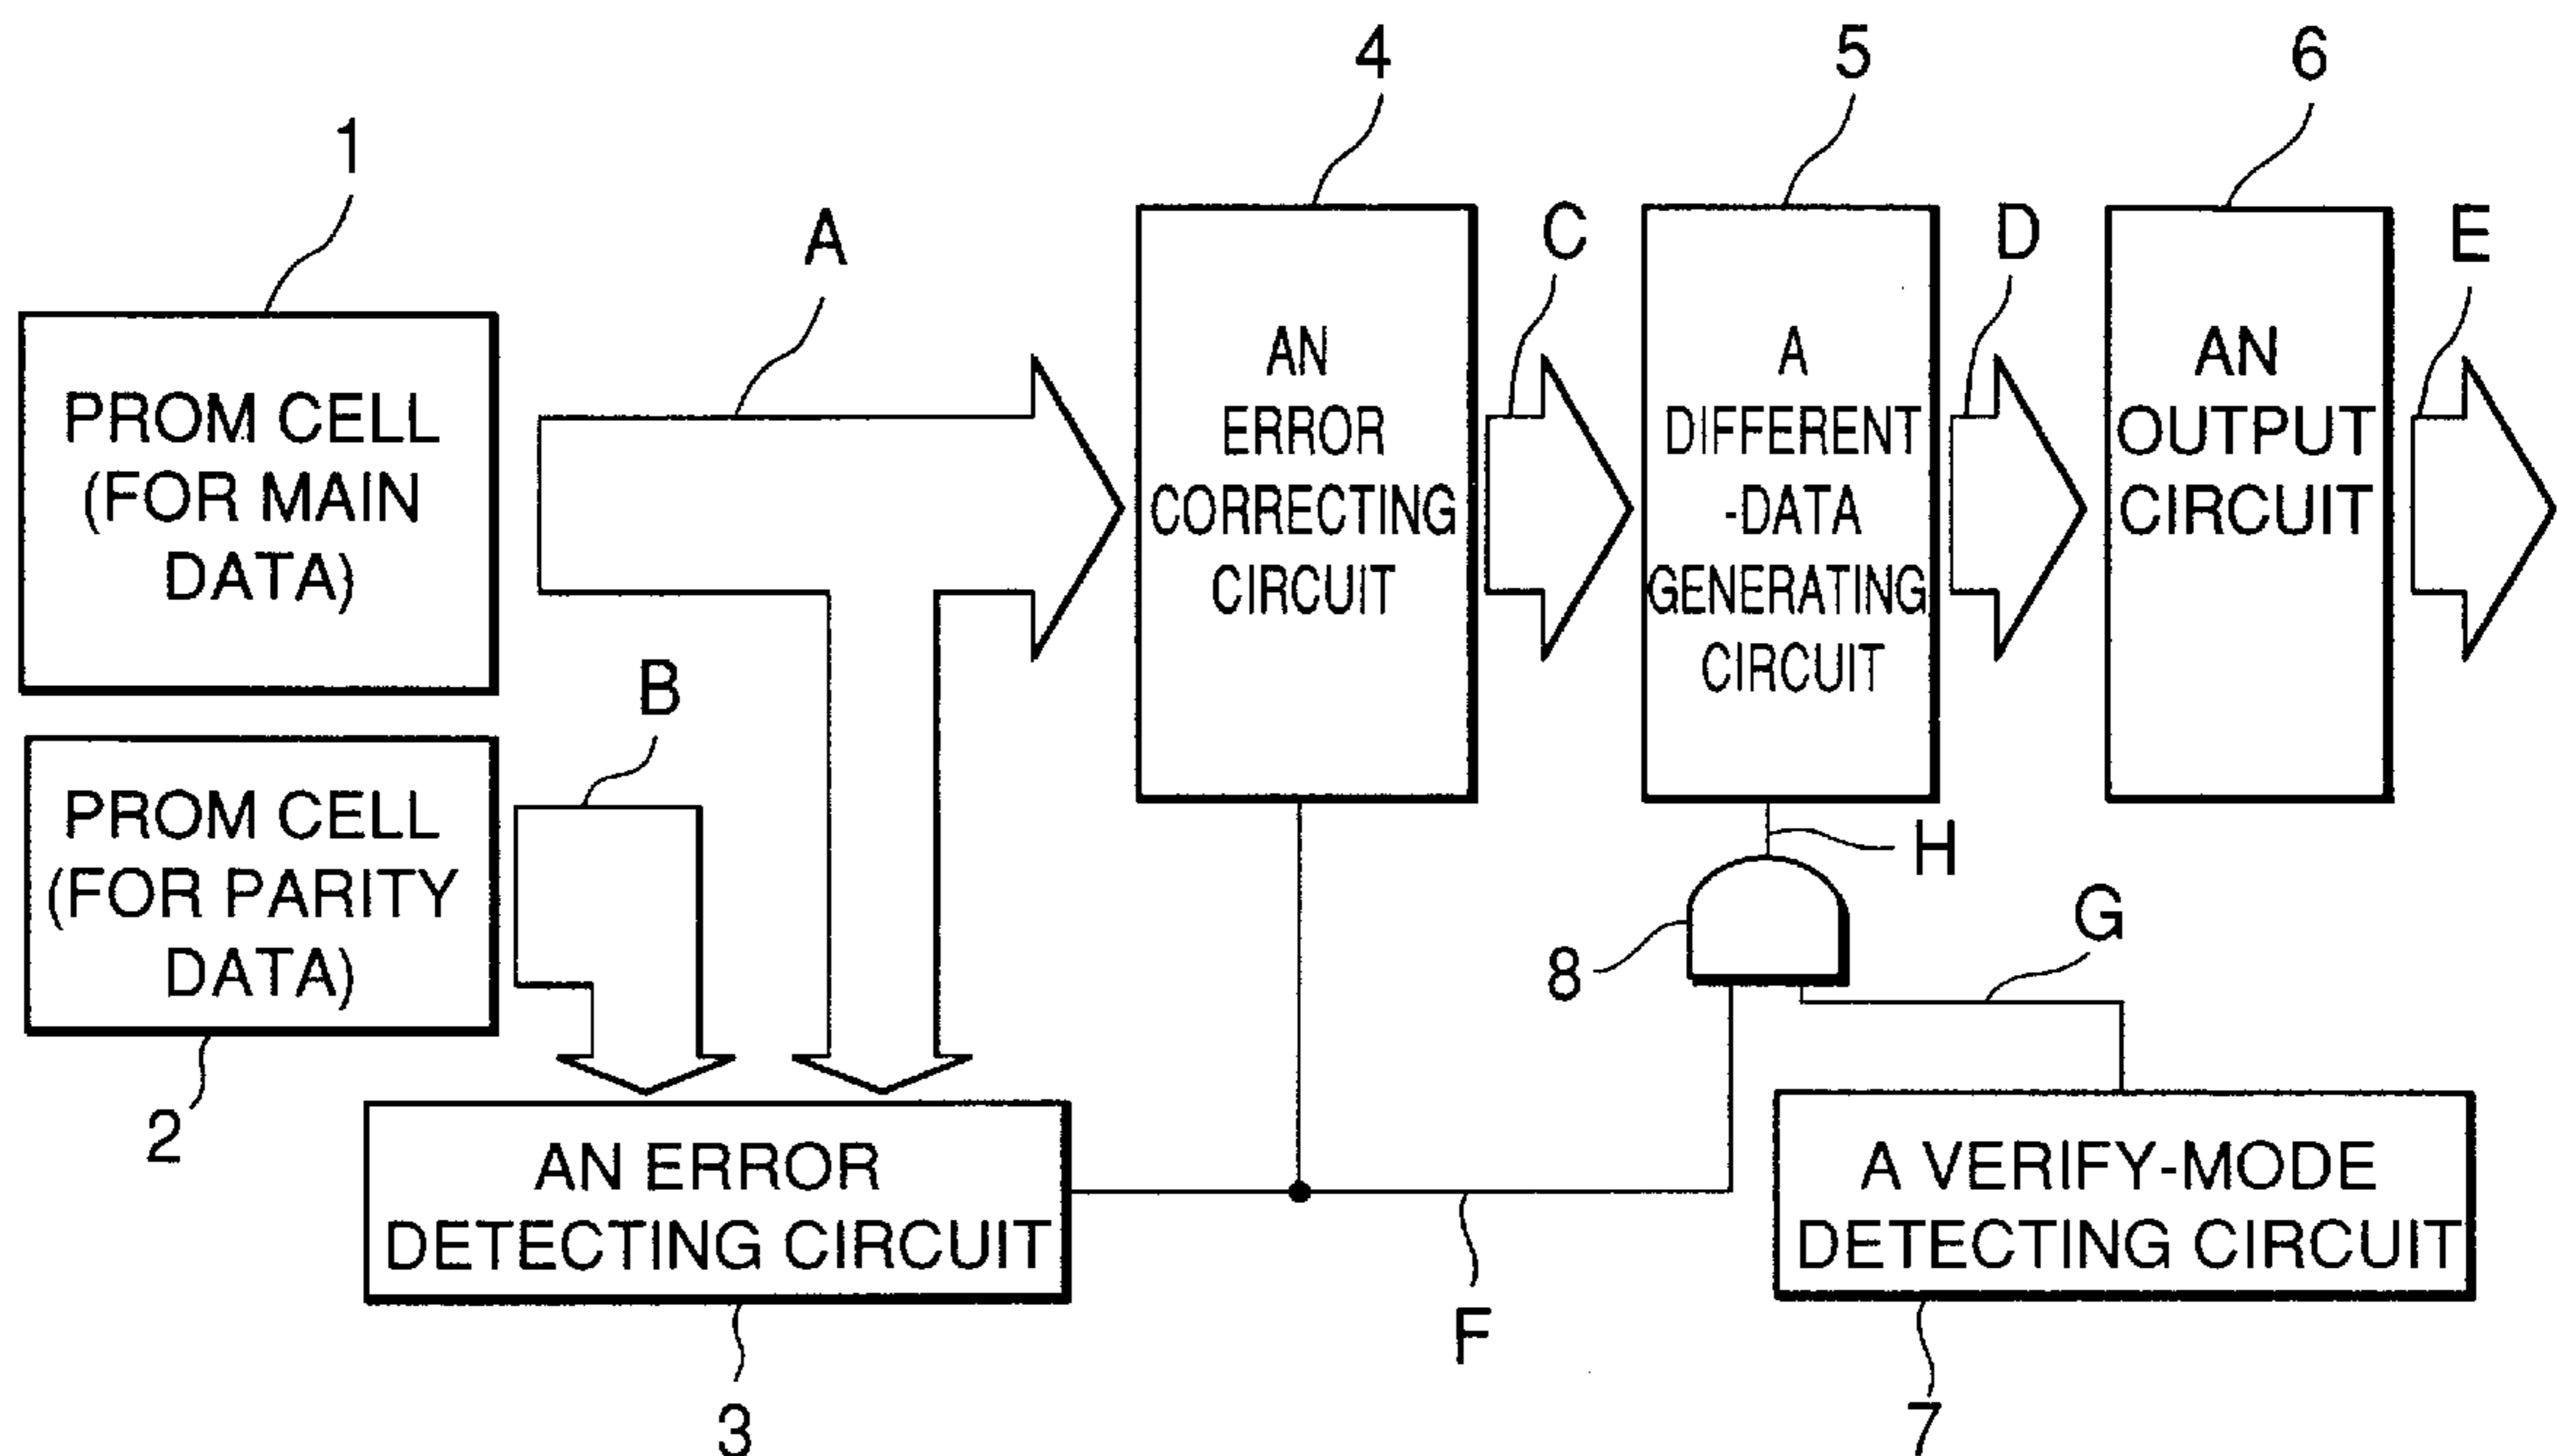 4
5
6
1
A
C
D
E
PROM CELL
(FOR MAIN
DATA)
AN
ERROR
CORRECTING
CIRCUIT
A
DIFFERENT
-DATA
GENERATING
CIRCUIT
AN
OUTPUT
CIRCUIT
B
PROM CELL
(FOR PARITY
DATA)
H
G
8
2
AN ERROR
DETECTING CIRCUIT
A VERIFY-MODE
DETECTING CIRCUIT
F
3
7